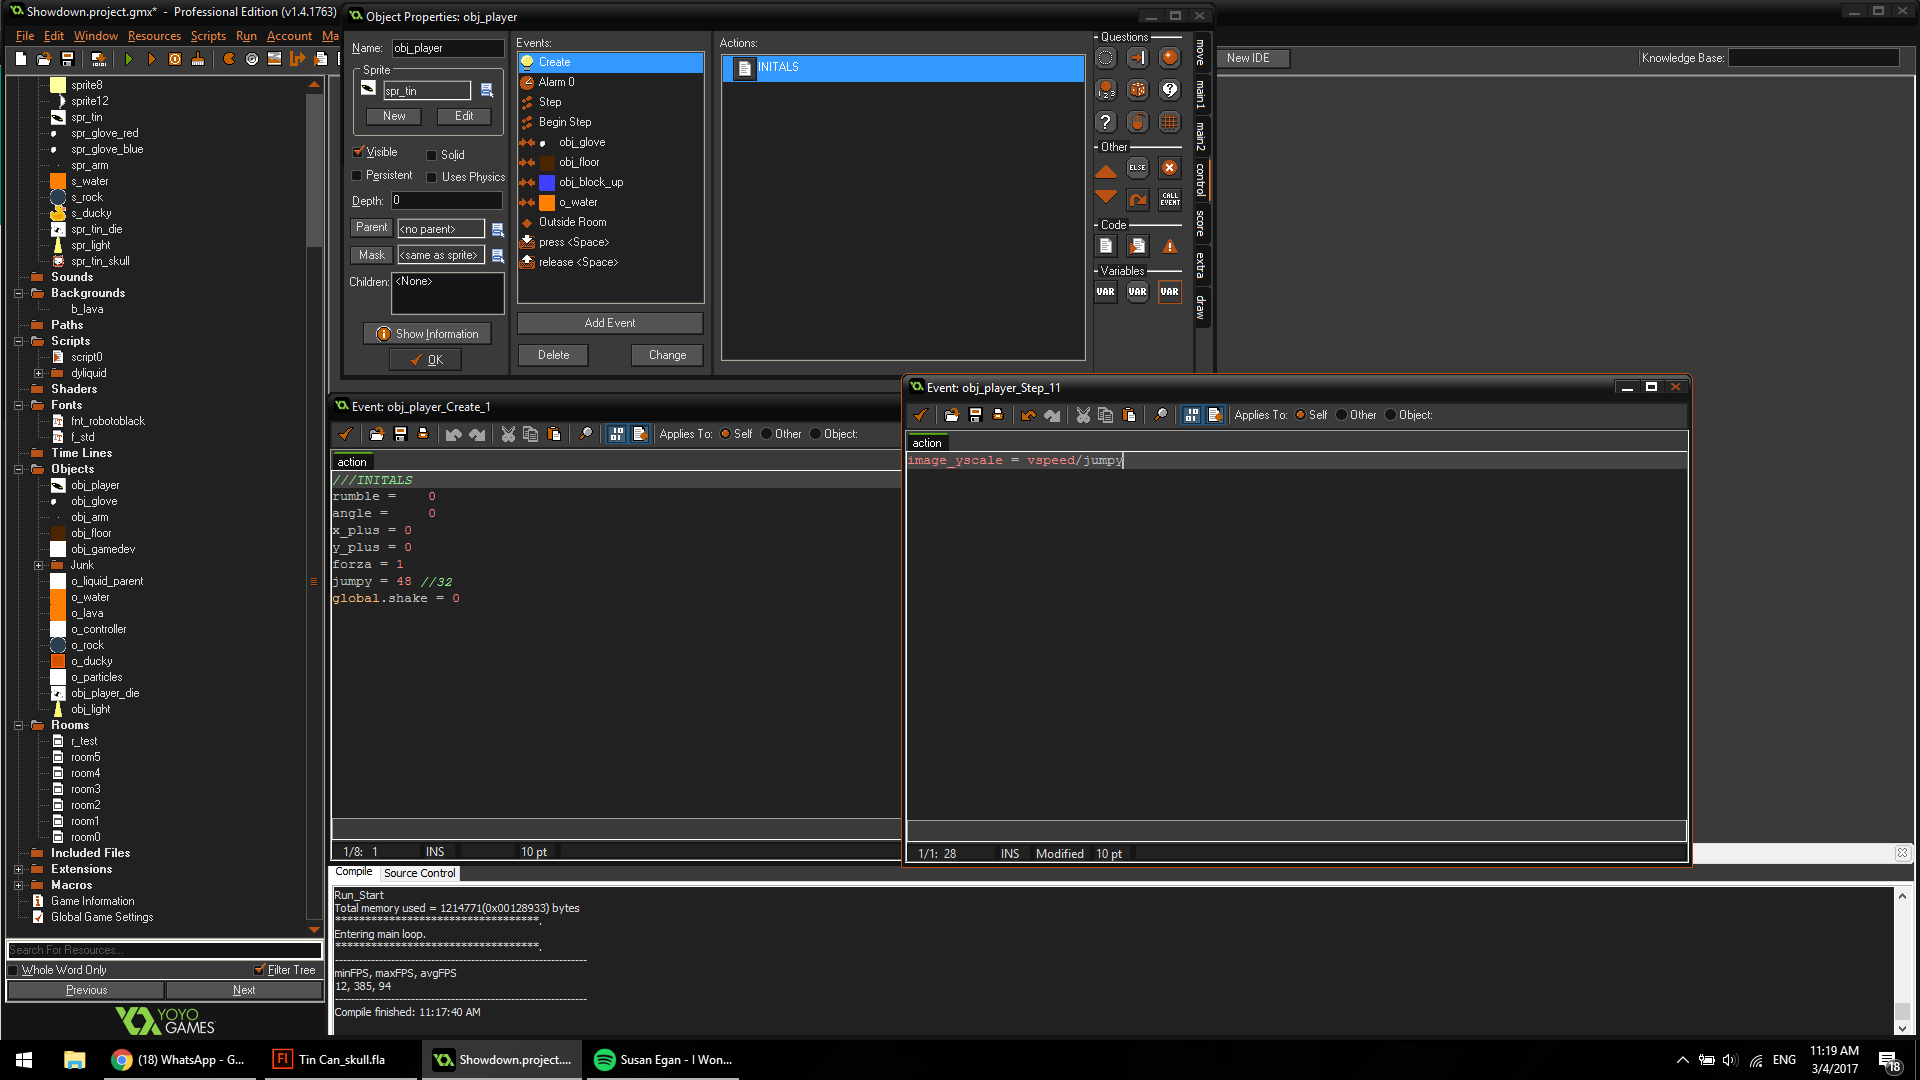 Showdown.project.gmx*  -  Professional Edition (v1.4.1763)
File Edit Window Resources Scripts Run Account Ma
sprite8
sprite12
spr_tin
spr_glove_red
spr_glove_blue
spr_arm
s_water
s_rock
s_ducky
spr_tin_die
spr_light
spr_tin_skull
Sounds
Backgrounds
b_lava
Paths
Scripts
script0
dyliquid
Shaders
Fonts
fnt_robotoblack
f_std
Time Lines
Objects
obj_player
obj_glove
obj_arm
obj_floor
obj_gamedev
Junk
o_liquid_parent
o_water
o_lava
o_controller
o_rock
o_ducky
o_particles
obj_player_die
obj_light
Rooms
r_test
room5
room4
room3
room2
room1
room0
Included Files
Extensions
Macros
Game Information
Global Game Settings
Search For Resources...
Whole Word Only Filter Tree
Previous Next
YOYO
GAMES
Object Properties: obj_player
Name: obj_player
Sprite
spr_tin
New Edit
Visible Solid
Persistent Uses Physics
Depth: 0
Parent <no parent>
Mask <same as sprite>
Children: <None>
Show Information
OK
Events:
Create
Alarm 0
Step
Begin Step
obj_glove
obj_floor
obj_block_up
o_water
Outside Room
press <Space>
release <Space>
Add Event
Delete Change
Actions:
INITALS
Questions
Other
ELSE
CALL EVENT
Code
Variables
VAR VAR VAR
move
main1
main2
control
score
extra
draw
New IDE
Knowledge Base:
Event: obj_player_Create_1
Applies To: Self Other Object:
action
///INITALS
rumble =    0
angle =     0
x_plus = 0
y_plus = 0
forza = 1
jumpy = 48 //32
global.shake = 0
1/8: 1 INS 10 pt
Event: obj_player_Step_11
Applies To: Self Other Object:
action
image_yscale = vspeed/jumpy
1/1: 28 INS Modified 10 pt
Compile Source Control
Run_Start
Total memory used = 1214771(0x00128933) bytes
**********************************.
Entering main loop.
**********************************.
minFPS, maxFPS, avgFPS
12, 385, 94
Compile finished: 11:17:40 AM
(18) WhatsApp - G...
Tin Can_skull.fla
Showdown.project....
Susan Egan - I Won...
ENG
11:19 AM
3/4/2017
18